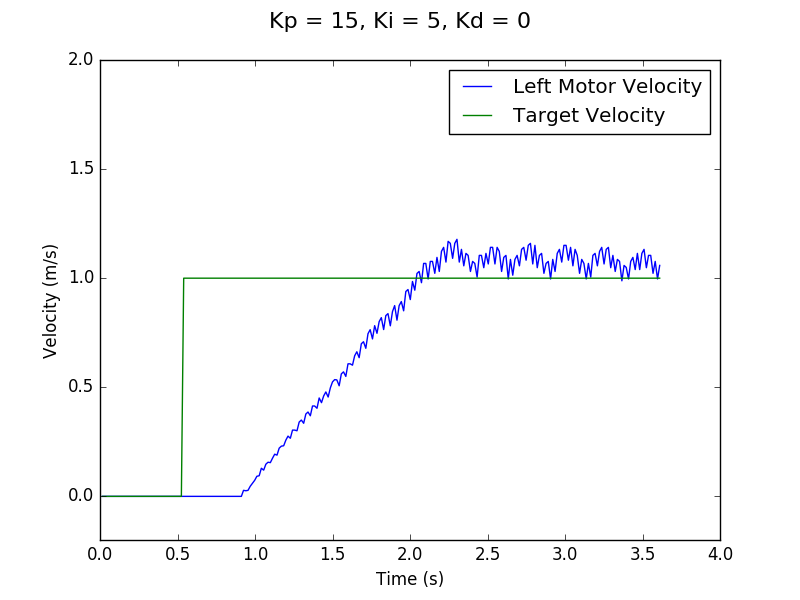 Kp = 15, Ki = 5, Kd = 0
Left Motor Velocity
Target Velocity
2.0
1.5
1.0
0.5
0.0
Velocity (m/s)
0.0 0.5 1.0 1.5 2.0 2.5 3.0 3.5 4.0
Time (s)